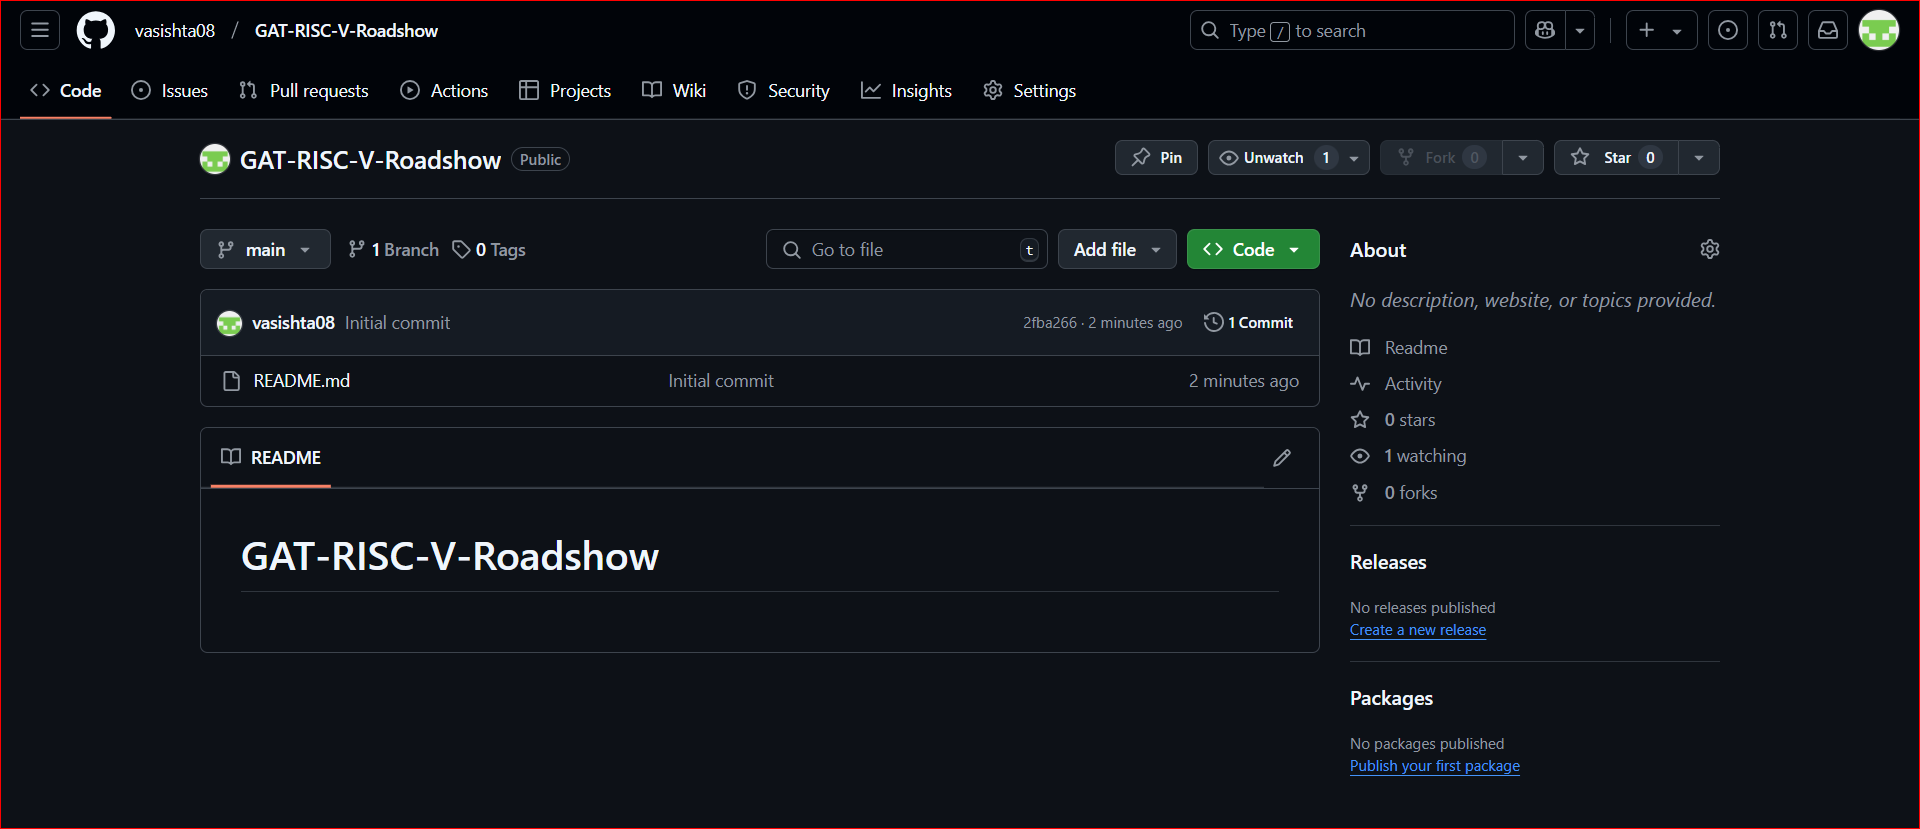 vasishta08 / GAT-RISC-V-Roadshow
Type / to search
Code Issues Pull requests Actions Projects Wiki Security Insights Settings
GAT-RISC-V-Roadshow Public
Pin Unwatch 1 Fork 0 Star 0
main 1 Branch 0 Tags Go to file t Add file Code
vasishta08 Initial commit 2fba266 · 2 minutes ago 1 Commit
README.md Initial commit 2 minutes ago
README
GAT-RISC-V-Roadshow
About
No description, website, or topics provided.
Readme
Activity
0 stars
1 watching
0 forks
Releases
No releases published
Create a new release
Packages
No packages published
Publish your first package